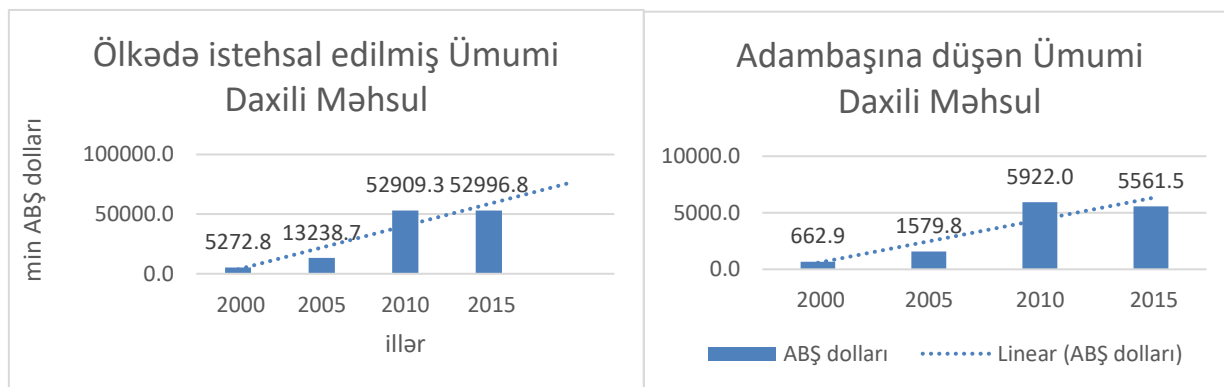 Ölkədə istehsal edilmiş Ümumi
Daxili Məhsul
min ABŞ dolları
100000.0
50000.0
0.0
5272.8
13238.7
52909.3
52996.8
2000
2005
2010
2015
illər
Adambaşına düşən Ümumi
Daxili Məhsul
10000.0
5000.0
0.0
662.9
1579.8
5922.0
5561.5
2000
2005
2010
2015
ABŞ dolları
Linear (ABŞ dolları)